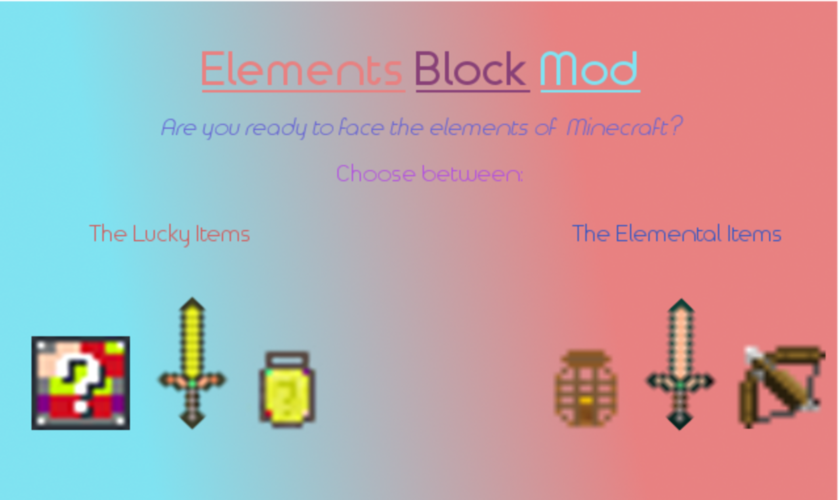 Elements Block Mod
Are you ready to face the elements of Minecraft?
Choose between:
The Lucky Items
The Elemental Items
?